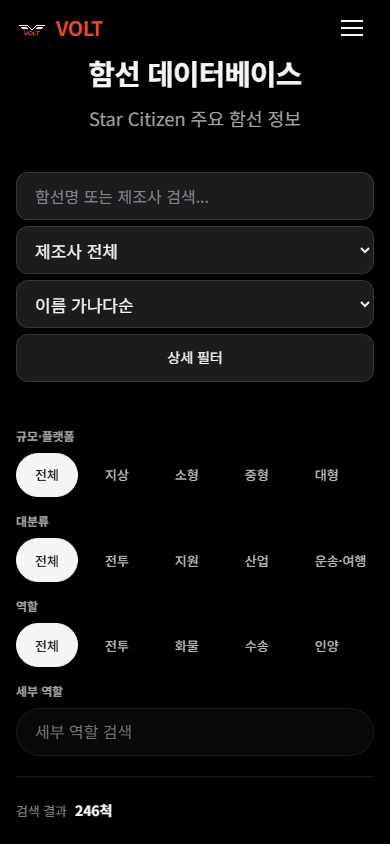 VOLT VOLT
함선 데이터베이스
Star Citizen 주요 함선 정보
함선명 또는 제조사 검색...
제조사 전체
이름 가나다순
상세 필터
규모·플랫폼
전체 지상 소형 중형 대형
대분류
전체 전투 지원 산업 운송·여행
역할
전체 전투 화물 수송 인양
세부 역할
세부 역할 검색
검색 결과 246척